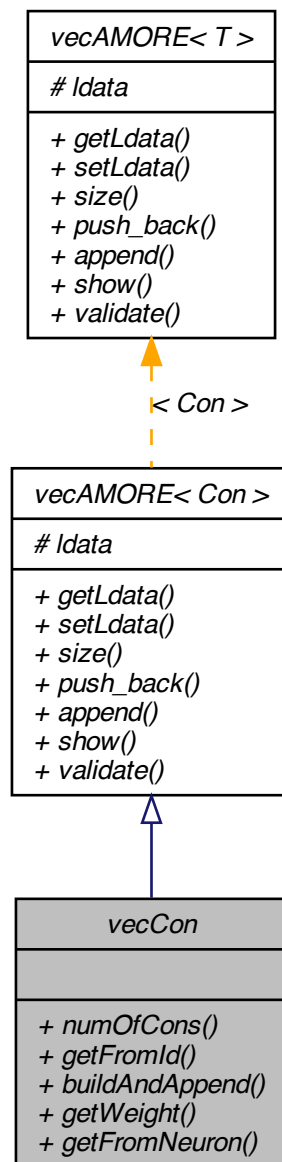 vecAMORE< T >
# ldata
+ getLdata()
+ setLdata()
+ size()
+ push_back()
+ append()
+ show()
+ validate()
< Con >
vecAMORE< Con >
# ldata
+ getLdata()
+ setLdata()
+ size()
+ push_back()
+ append()
+ show()
+ validate()
vecCon
+ numOfCons()
+ getFromId()
+ buildAndAppend()
+ getWeight()
+ getFromNeuron()